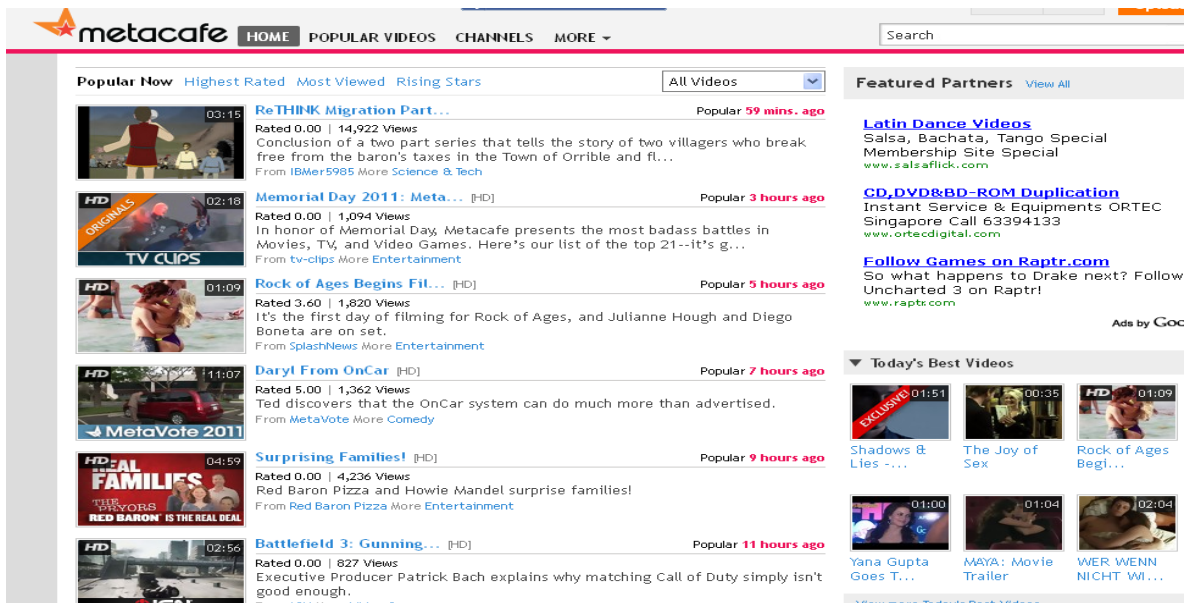 metacafe HOME POPULAR VIDEOS CHANNELS MORE
Search
Popular Now Highest Rated Most Viewed Rising Stars
All Videos
03:15
ReTHINK Migration Part...
Popular 59 mins. ago
Rated 0.00 | 14,922 Views
Conclusion of a two part series that tells the story of two villagers who break
free from the baron's taxes in the Town of Orrible and fl...
From IBMer5985 More Science & Tech
HD
02:18
ORIGINALS
TV CLIPS
Memorial Day 2011: Meta... [HD]
Popular 3 hours ago
Rated 0.00 | 1,094 Views
In honor of Memorial Day, Metacafe presents the most badass battles in
Movies, TV, and Video Games. Here's our list of the top 21--it's g...
From tv-clips More Entertainment
HD
01:09
Rock of Ages Begins Fil... [HD]
Popular 5 hours ago
Rated 3.60 | 1,820 Views
It's the first day of filming for Rock of Ages, and Julianne Hough and Diego
Boneta are on set.
From SplashNews More Entertainment
HD
11:07
MetaVote 2011
Daryl From OnCar [HD]
Popular 7 hours ago
Rated 5.00 | 1,362 Views
Ted discovers that the OnCar system can do much more than advertised.
From MetaVote More Comedy
HD
04:59
FAMILIES
THE
PRYORS
RED BARON IS THE REAL DEAL
Surprising Families! [HD]
Popular 9 hours ago
Rated 0.00 | 4,236 Views
Red Baron Pizza and Howie Mandel surprise families!
From Red Baron Pizza More Entertainment
HD
02:56
Battlefield 3: Gunning... [HD]
Popular 11 hours ago
Rated 0.00 | 827 Views
Executive Producer Patrick Bach explains why matching Call of Duty simply isn't
good enough.
Featured Partners View All
Latin Dance Videos
Salsa, Bachata, Tango Special
Membership Site Special
www.salsaflick.com
CD,DVD&BD-ROM Duplication
Instant Service & Equipments ORTEC
Singapore Call 63394133
www.ortecdigital.com
Follow Games on Raptr.com
So what happens to Drake next? Follow
Uncharted 3 on Raptr!
www.raptr.com
Ads by Goo
Today's Best Videos
EXCLUSIVE!
01:51
00:35
HD
01:09
Shadows &
Lies -...
The Joy of
Sex
Rock of Ages
Begi...
01:00
01:04
02:04
Yana Gupta
Goes T...
MAYA: Movie
Trailer
WER WENN
NICHT WI...
View more Today's Best Videos